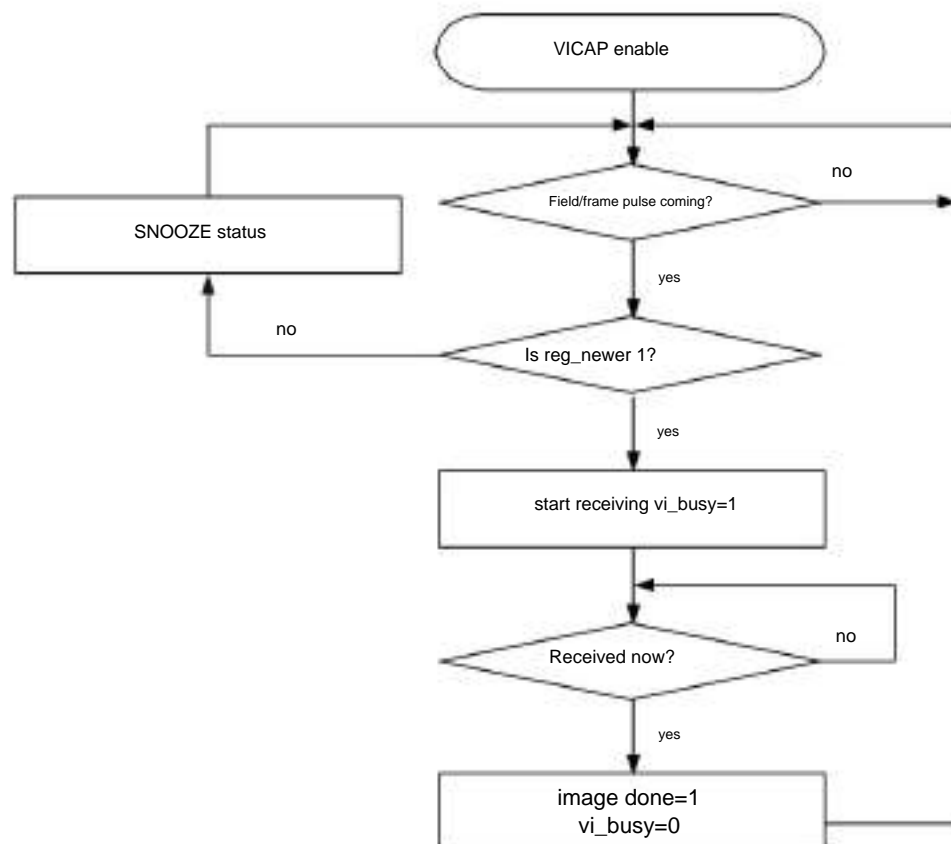 VICAP enable
no
Field/frame pulse coming?
SNOOZE status
yes
no
Is reg_newer 1?
yes
start receiving vi_busy=1
no
Received now?
yes
image done=1
vi_busy=0